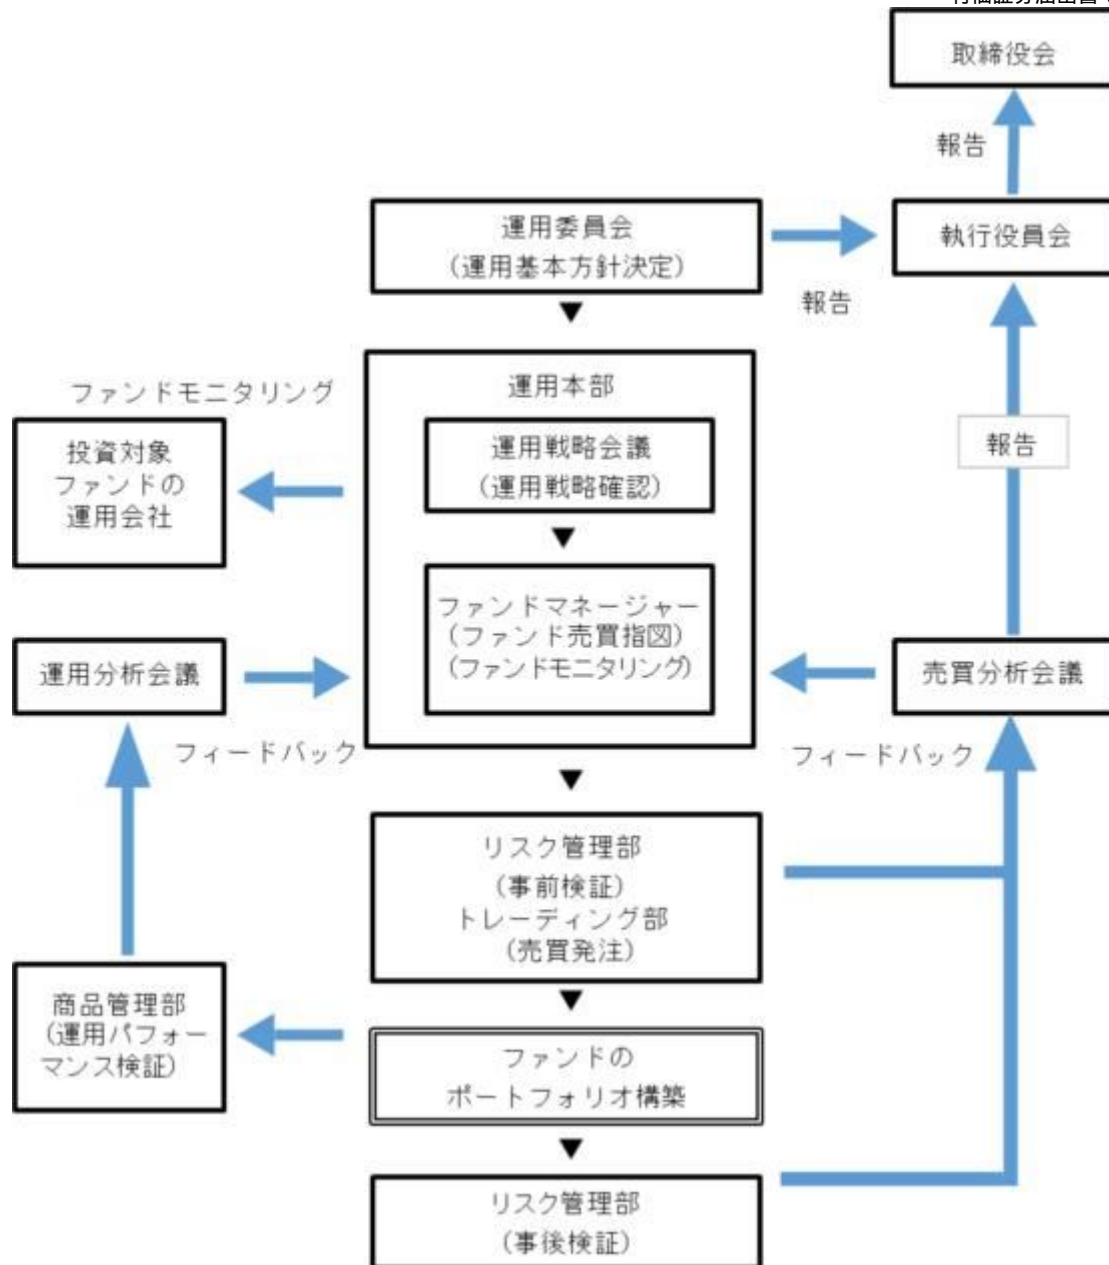 取締役会
報告
運用委員会
(運用基本方針決定)
執行役員会
報告
運用本部
ファンドモニタリング
運用戦略会議
(運用戦略確認)
投資対象
ファンドの
運用会社
報告
ファンドマネージャー
(ファンド売買指図)
(ファンドモニタリング)
運用分析会議
売買分析会議
フィードバック
フィードバック
リスク管理部
(事前検証)
トレーディング部
(売買発注)
商品管理部
(運用パフォー
マンス検証)
ファンドの
ポートフォリオ構築
リスク管理部
(事後検証)